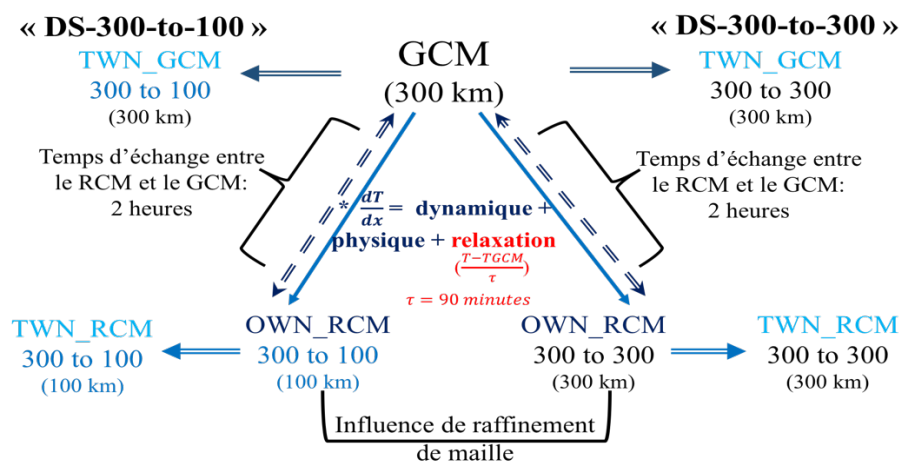 « DS-300-to-100 »
TWN_GCM
300 to 100
(300 km)
GCM
(300 km)
« DS-300-to-300 »
TWN_GCM
300 to 300
(300 km)
Temps d’échange entre
le RCM et le GCM:
2 heures
Temps d’échange entre
le RCM et le GCM:
2 heures
* dT/dx = dynamique +
physique + relaxation
(T−TGCM/τ)
τ = 90 minutes
TWN_RCM
300 to 100
(100 km)
OWN_RCM
300 to 100
(100 km)
OWN_RCM
300 to 300
(300 km)
TWN_RCM
300 to 300
(300 km)
Influence de raffinement
de maille